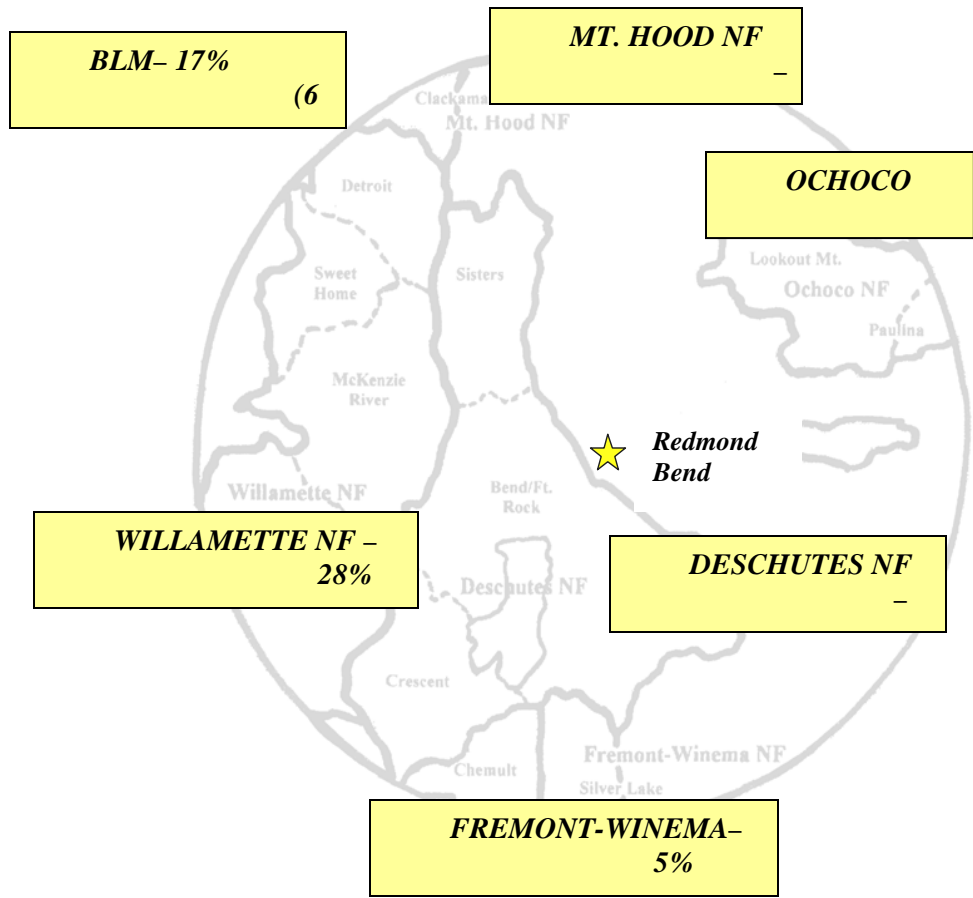 BLM– 17%
(6
MT. HOOD NF
–
Mt. Hood NF
OCHOCO
Detroit
Lookout Mt.
Sweet
Home
Sisters
Ochoco NF
Paulina
McKenzie
River
Redmond
Bend
Willamette NF
Bend/Ft.
Rock
WILLAMETTE NF –
28%
DESCHUTES NF
–
Deschutes NF
Crescent
Fremont-Winema NF
Chemult
Silver Lake
FREMONT-WINEMA–
5%